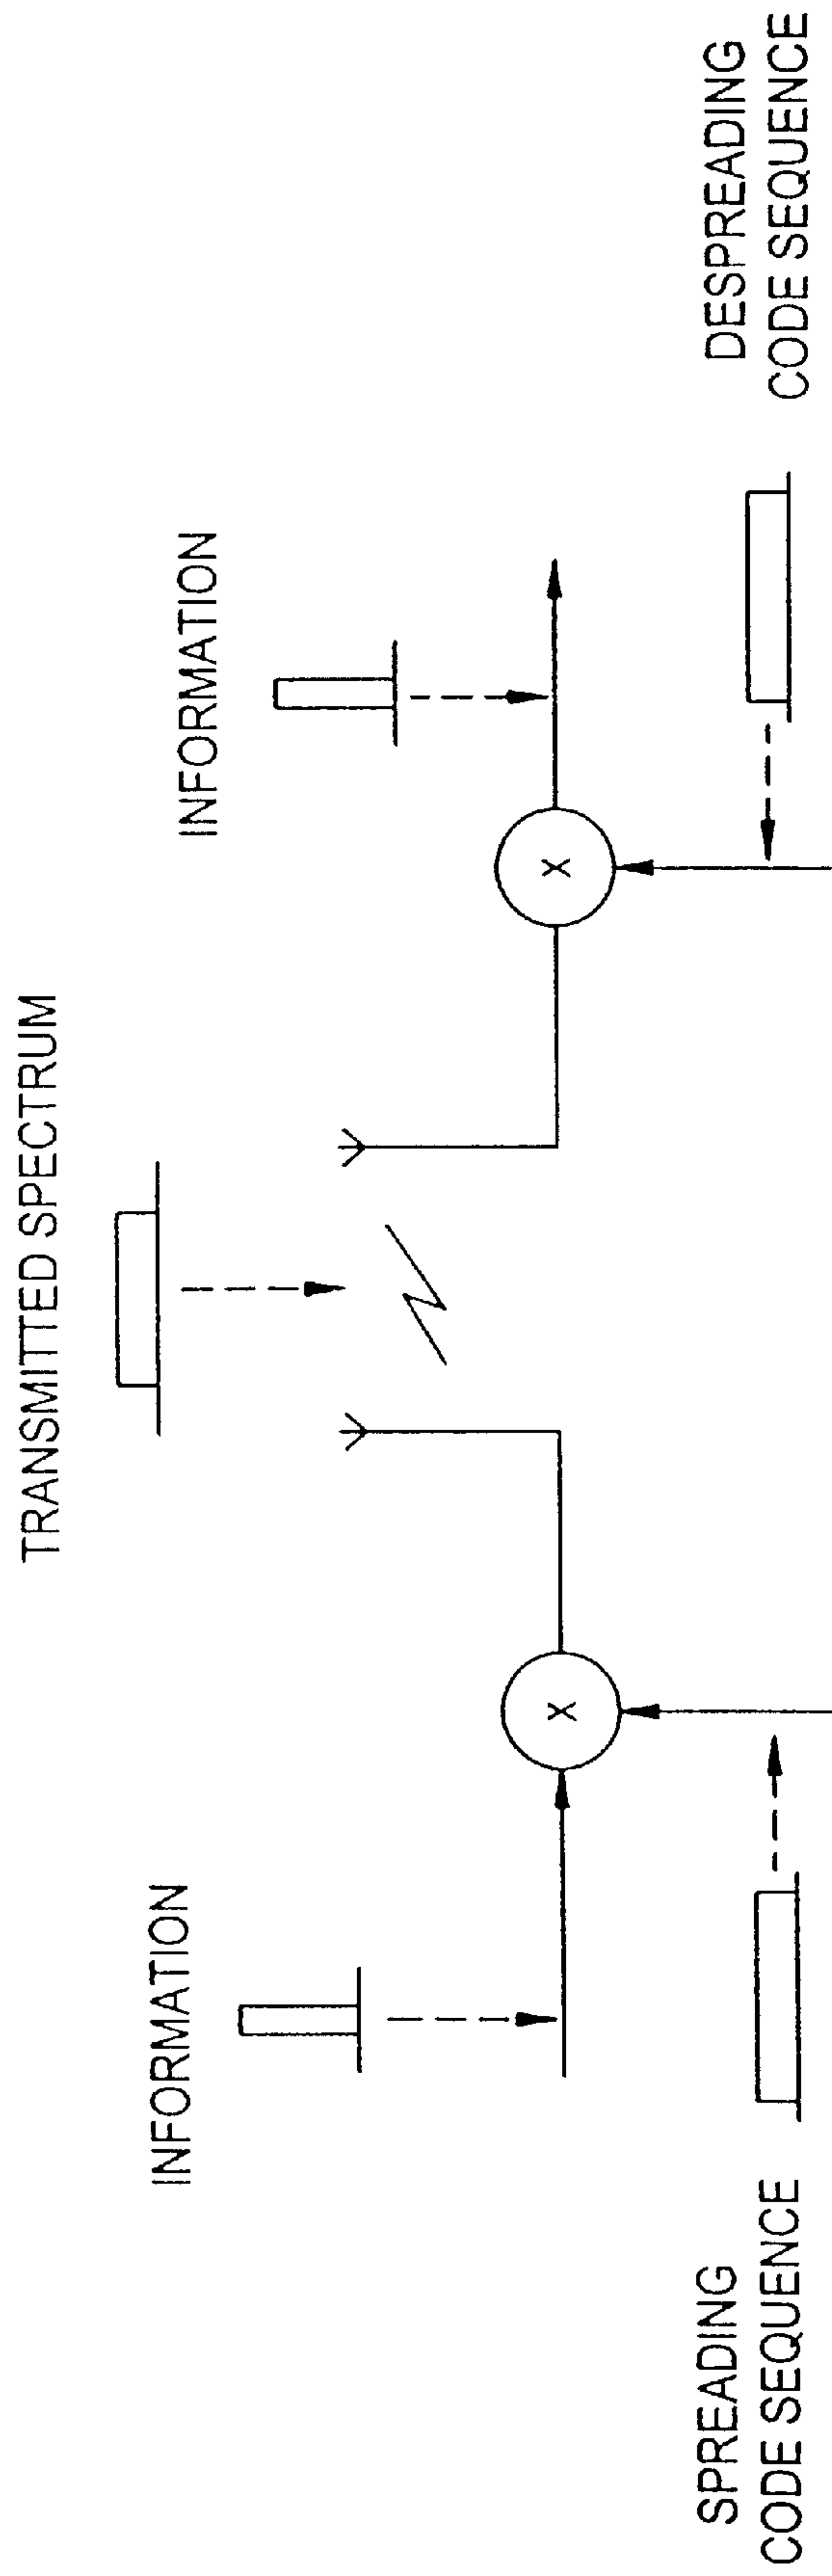 TRANSMITTED SPECTRUM
INFORMATION
INFORMATION
X
X
SPREADING
CODE SEQUENCE
DESPREADING
CODE SEQUENCE